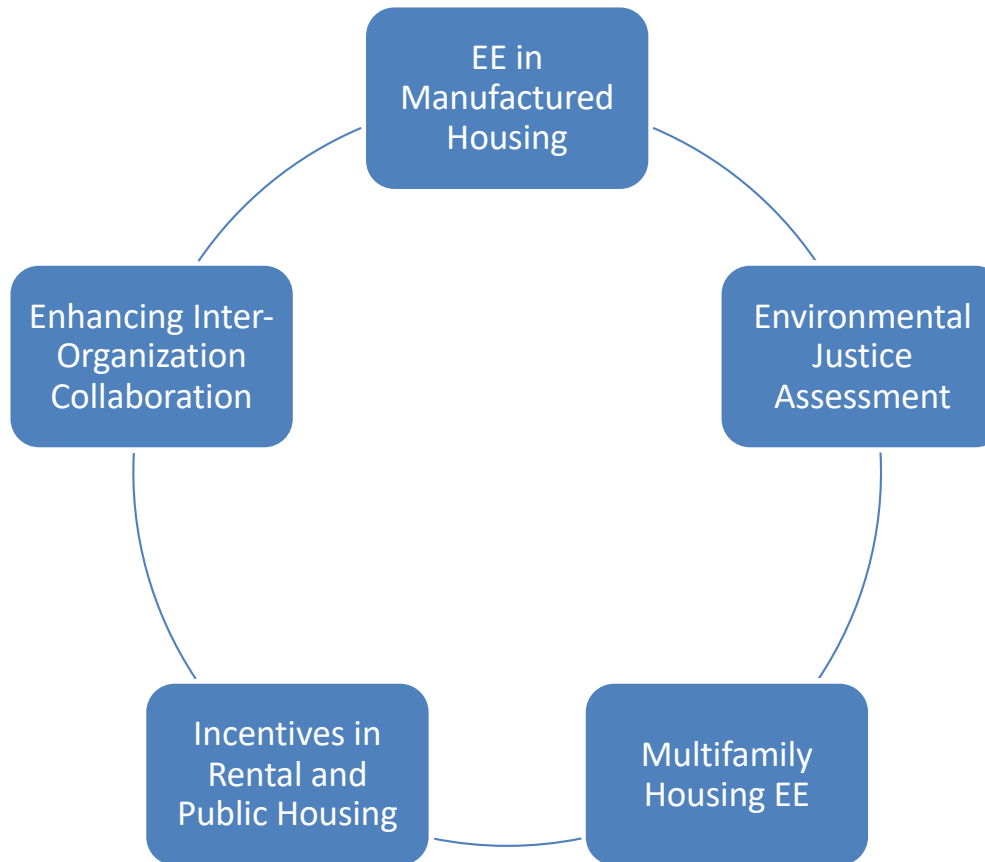 EE in
Manufactured
Housing
Environmental
Justice
Assessment
Multifamily
Housing EE
Incentives in
Rental and
Public Housing
Enhancing Inter-
Organization
Collaboration